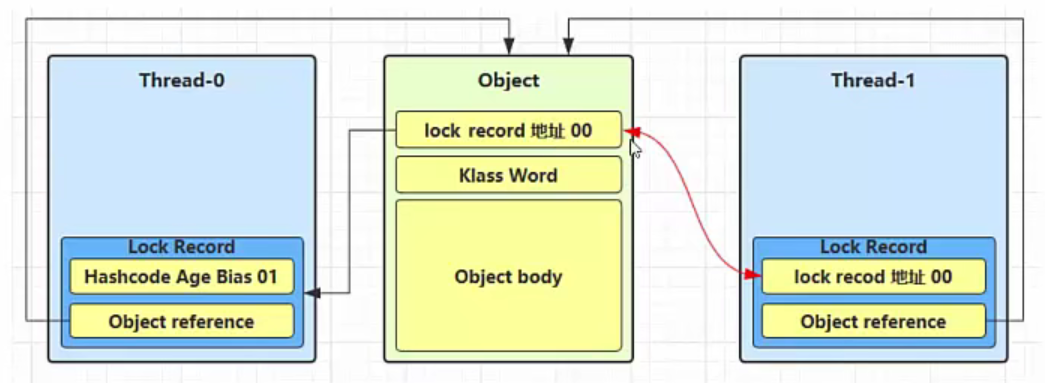 Thread-0
Lock Record
Hashcode Age Bias 01
Object reference
Object
lock record 地址 00
Klass Word
Object body
Thread-1
Lock Record
lock recod 地址 00
Object reference